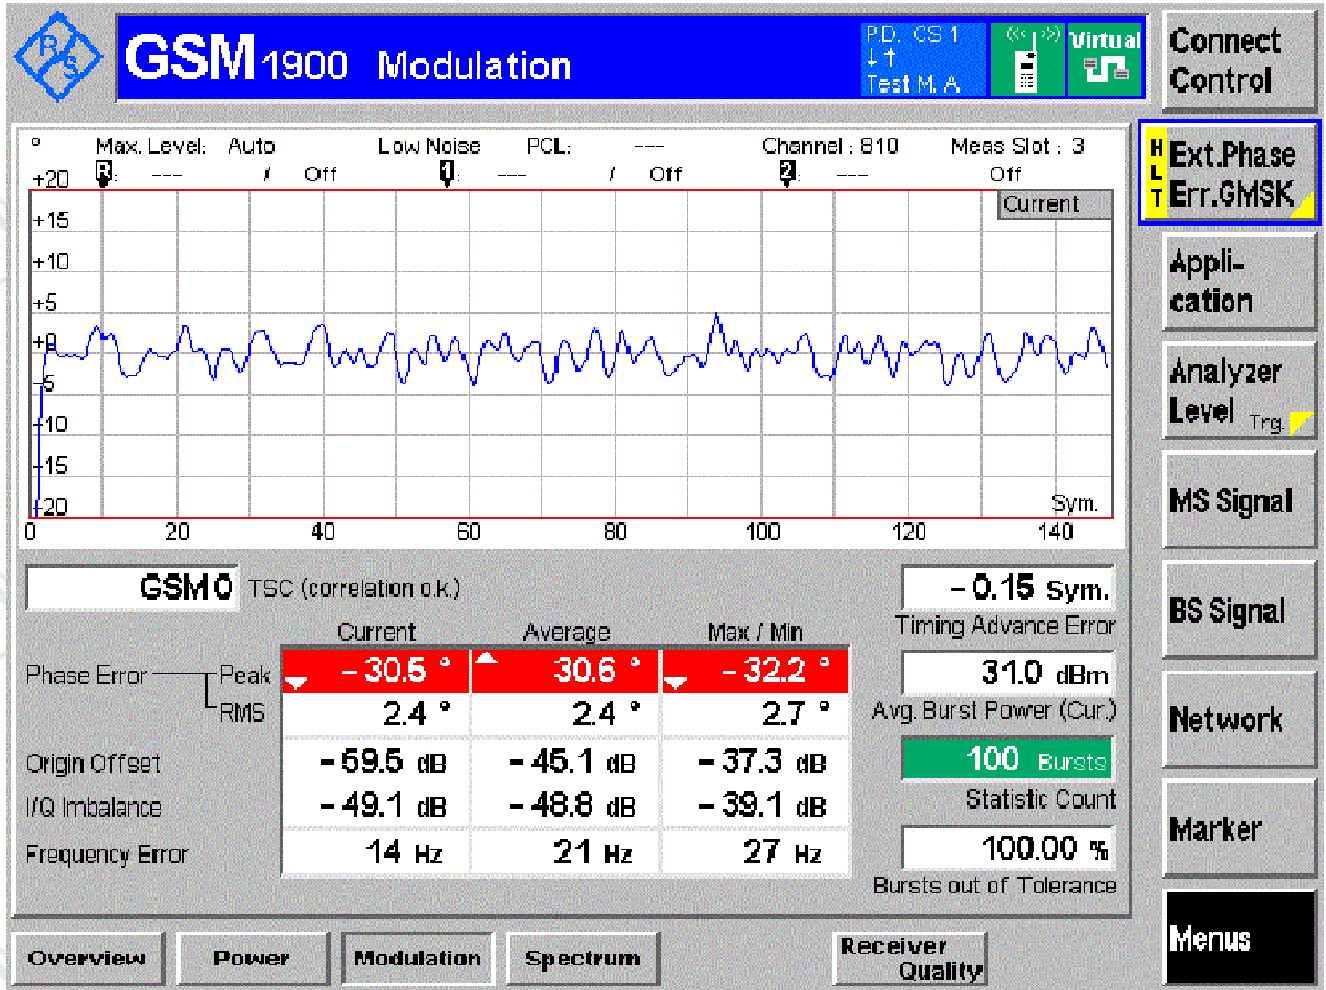 R S
GSM 1900 Modulation
P.D. CS 1
Test M. A.
Virtual
Connect
Control
° Max. Level: Auto Low Noise PCL: --- Channel : 810 Meas Slot : 3
R : --- / Off 1 : --- / Off 2 : --- Off
+20
Current
+15
+10
+5
+0
-5
-10
-15
-20
Sym.
0 20 40 60 80 100 120 140
HLT
Ext.Phase
Err.GMSK
Appli-
cation
Analyzer
Level Trg.
MS Signal
BS Signal
Network
Marker
Menus
GSM 0 TSC (correlation o.k.)
- 0.15 Sym.
Timing Advance Error
Current Average Max / Min
Phase Error Peak - 30.5 ° 30.6 ° - 32.2 °
31.0 dBm
RMS 2.4 ° 2.4 ° 2.7 °
Avg. Burst Power (Cur.)
Origin Offset - 59.5 dB - 45.1 dB - 37.3 dB
100 Bursts
Statistic Count
I/Q Imbalance - 49.1 dB - 48.8 dB - 39.1 dB
Frequency Error 14 Hz 21 Hz 27 Hz
100.00 %
Bursts out of Tolerance
Overview Power Modulation Spectrum Receiver
Quality